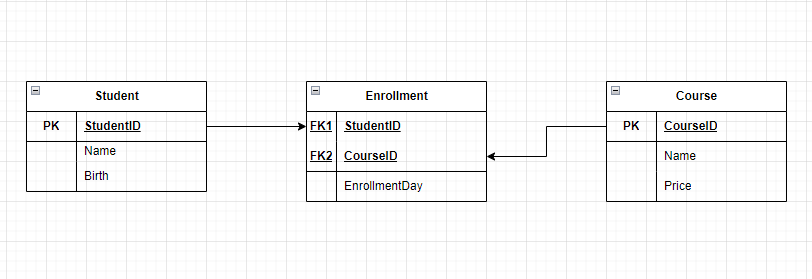 Student
PK StudentID
Name
Birth
Enrollment
FK1 StudentID
FK2 CourseID
EnrollmentDay
Course
PK CourseID
Name
Price